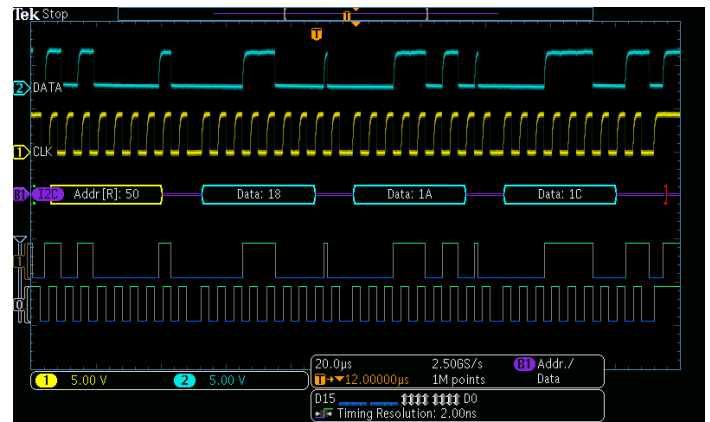 Tek Stop
T
T
2 DATA
1 CLK
B1 I2C Addr [R]: 50 Data: 18 Data: 1A Data: 1C
1
0
1 5.00 V 2 5.00 V
20.0µs 2.50GS/s B1 Addr./
T→▼12.00000µs 1M points Data
D15 D0
Timing Resolution: 2.00ns